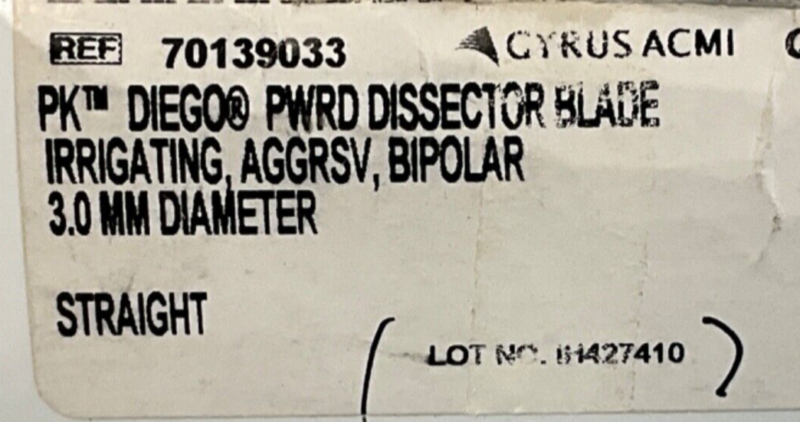 REF 70139033 GYRUS ACMI
PK™ DIEGO® PWRD DISSECTOR BLADE
IRRIGATING, AGGRSV, BIPOLAR
3.0 MM DIAMETER
STRAIGHT
LOT NO.